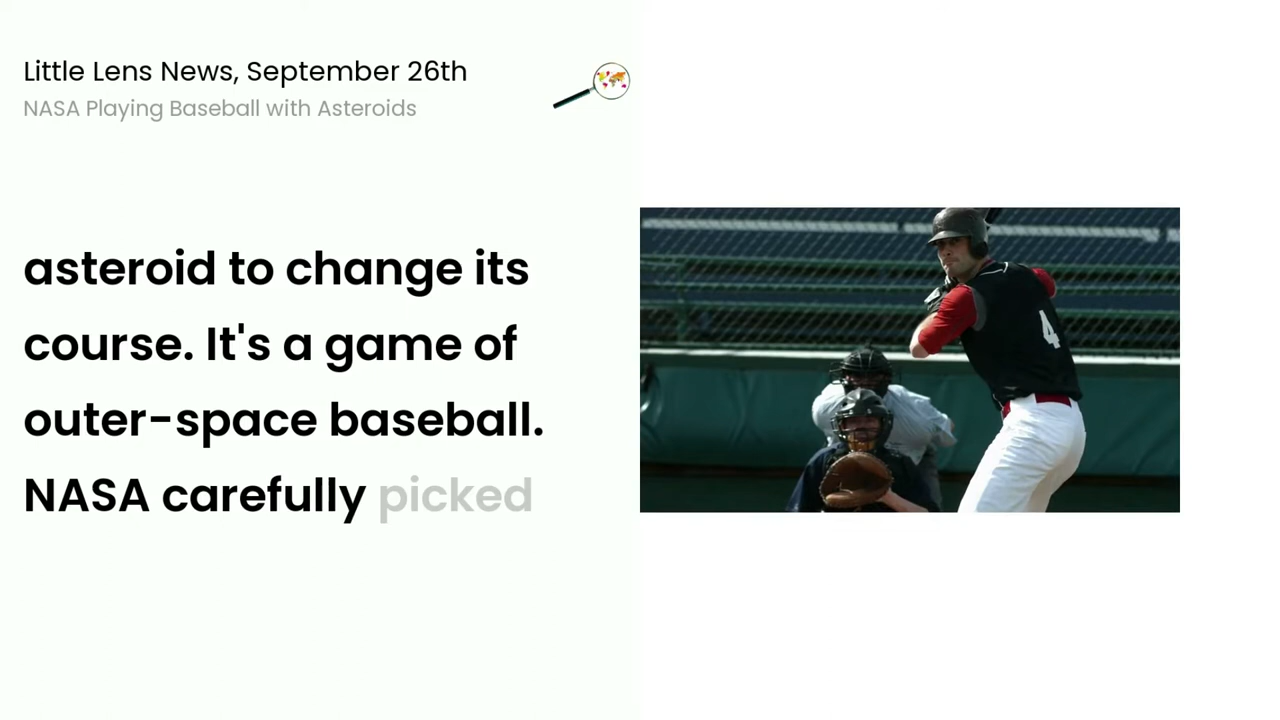 Little Lens News, September 26th
NASA Playing Baseball with Asteroids
asteroid to change its
course. It's a game of
outer-space baseball.
NASA carefully picked
4